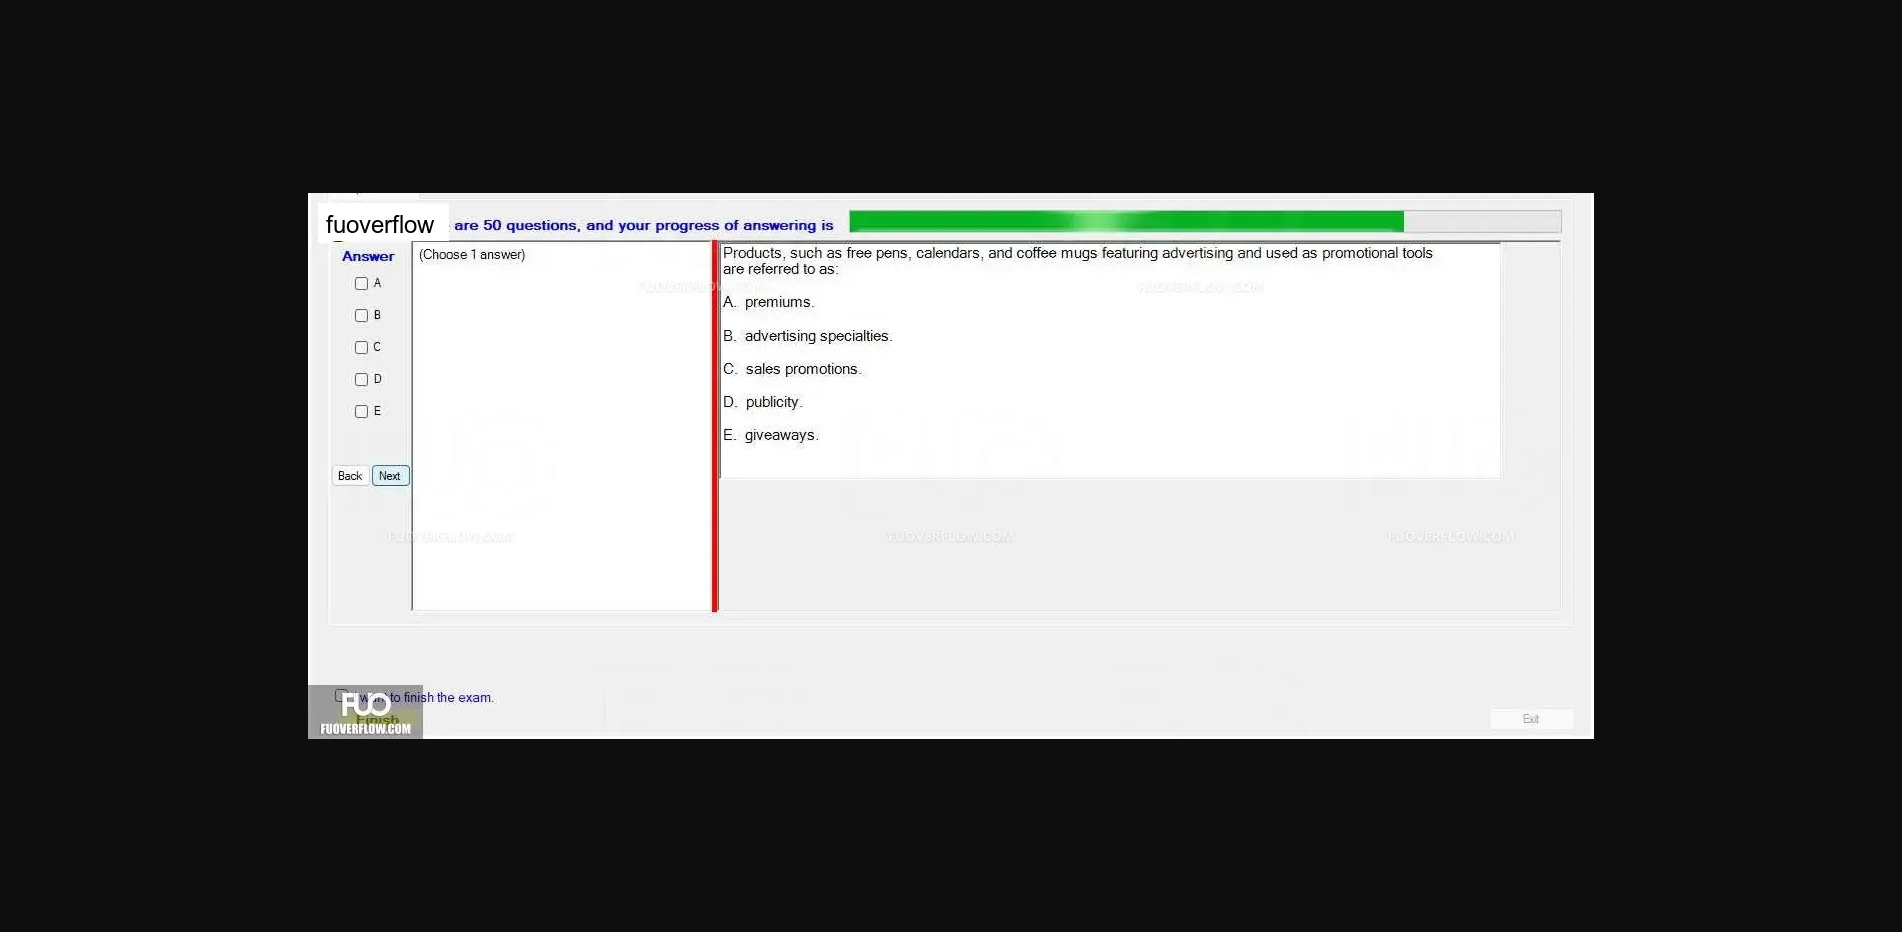 fuoverflow are 50 questions, and your progress of answering is
Answer
(Choose 1 answer)
A
B
C
D
E
Back Next
Products, such as free pens, calendars, and coffee mugs featuring advertising and used as promotional tools
are referred to as:
A. premiums.
B. advertising specialties.
C. sales promotions.
D. publicity.
E. giveaways.
FUOVERFLOW.COM
FUOVERFLOW.COM FUOVERFLOW.COM FUOVERFLOW.COM
want to finish the exam.
FUO
Finish
FUOVERFLOW.COM
Exit